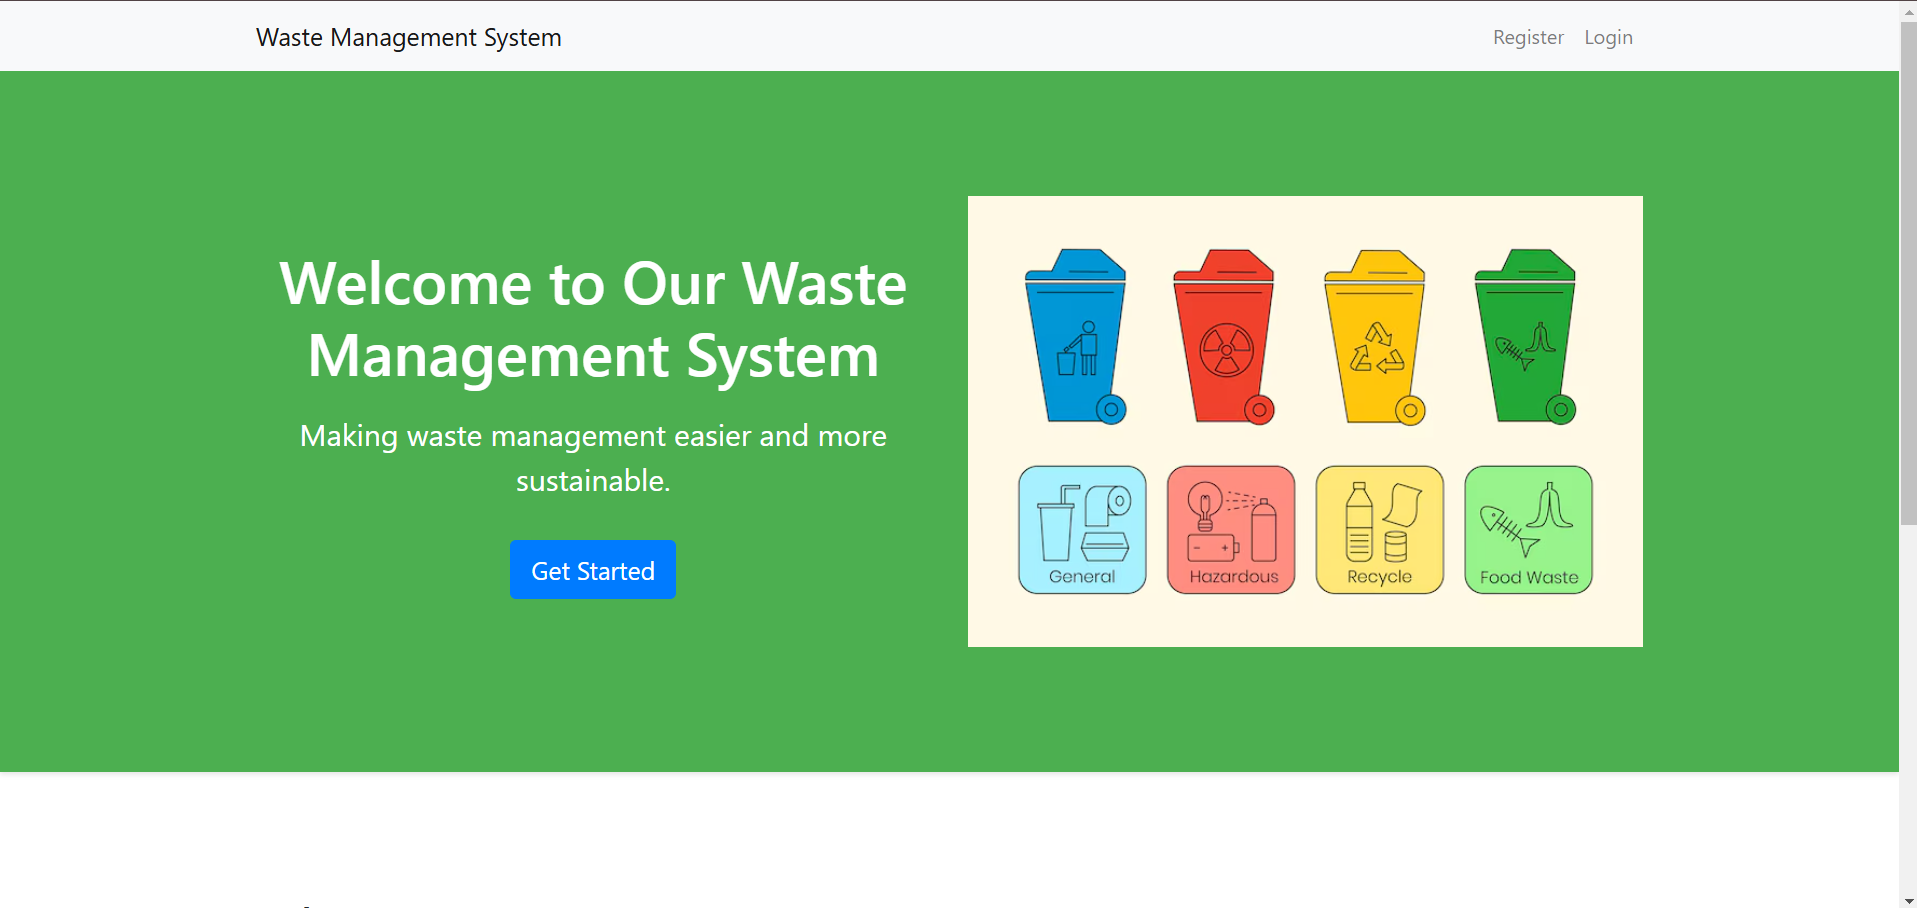 Waste Management System
Register Login
Welcome to Our Waste
Management System
Making waste management easier and more
sustainable.
Get Started
General
Hazardous
Recycle
Food Waste